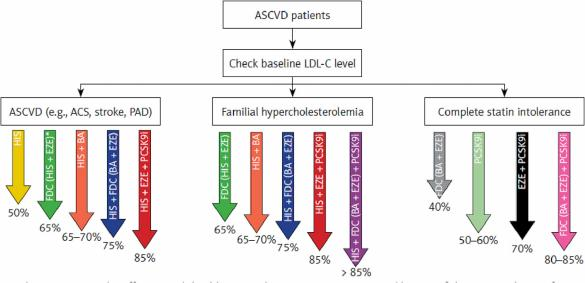 ASCVD patients
Check baseline LDL-C level
ASCVD (e.g., ACS, stroke, PAD)
Familial hypercholesterolemia
Complete statin intolerance
HIS
FDC (HIS + EZE)*
HIS + BA
HIS + FDC (BA + EZE)
HIS + EZE + PCSK9i
50%
65%
65–70%
75%
85%
FDC (HIS + EZE)
HIS + BA
HIS + FDC (BA + EZE)
HIS + EZE + PCSK9i
HIS + FDC (BA + EZE) + PCSK9i
65%
65–70%
75%
85%
> 85%
FDC (BA + EZE)
PCSK9i
EZE + PCSK9i
FDC (BA + EZE) + PCSK9i
40%
50–60%
70%
80–85%